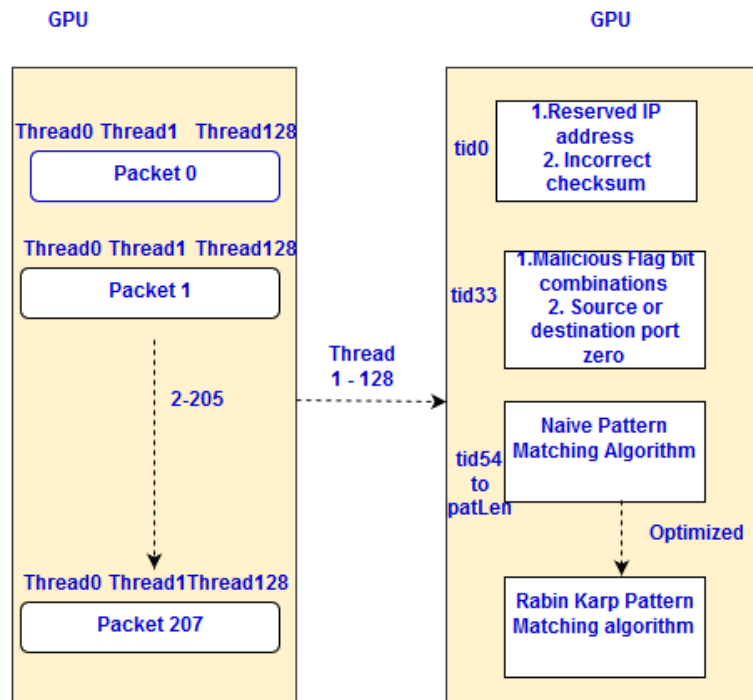 GPU
Thread0 Thread1 Thread128
Packet 0
Thread0 Thread1 Thread128
Packet 1
2-205
Thread0 Thread1Thread128
Packet 207
Thread
1 - 128
GPU
tid0
1.Reserved IP
address
2. Incorrect
checksum
tid33
1.Malicious Flag bit
combinations
2. Source or
destination port
zero
tid54
to
patLen
Naive Pattern
Matching Algorithm
Optimized
Rabin Karp Pattern
Matching algorithm